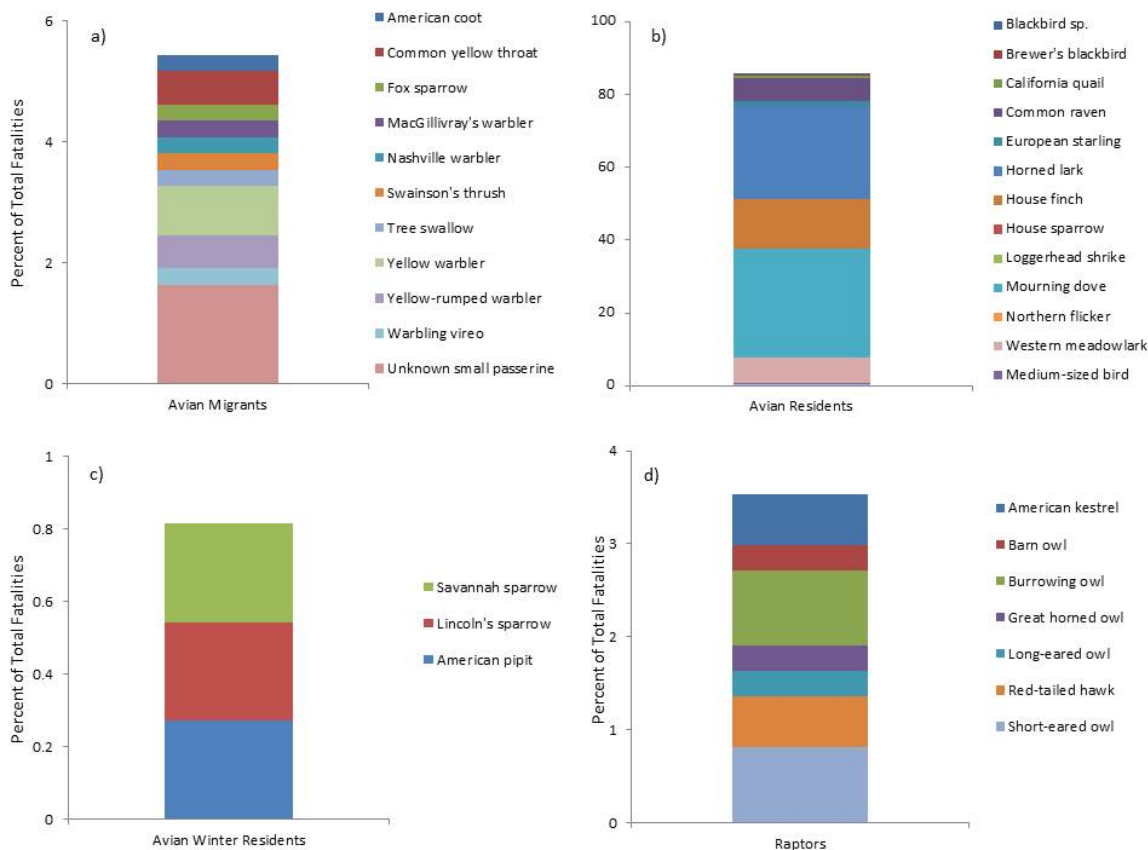 a)
Percent of Total Fatalities
6
4
2
0
Avian Migrants
American coot
Common yellow throat
Fox sparrow
MacGillivray's warbler
Nashville warbler
Swainson's thrush
Tree swallow
Yellow warbler
Yellow-rumped warbler
Warbling vireo
Unknown small passerine
b)
Percent of Total Fatalities
100
80
60
40
20
0
Avian Residents
Blackbird sp.
Brewer's blackbird
California quail
Common raven
European starling
Horned lark
House finch
House sparrow
Loggerhead shrike
Mourning dove
Northern flicker
Western meadowlark
Medium-sized bird
c)
Percent of Total Fatalities
1
0.8
0.6
0.4
0.2
0
Avian Winter Residents
Savannah sparrow
Lincoln's sparrow
American pipit
d)
Percent of Total Fatalities
4
3
2
1
0
Raptors
American kestrel
Barn owl
Burrowing owl
Great horned owl
Long-eared owl
Red-tailed hawk
Short-eared owl